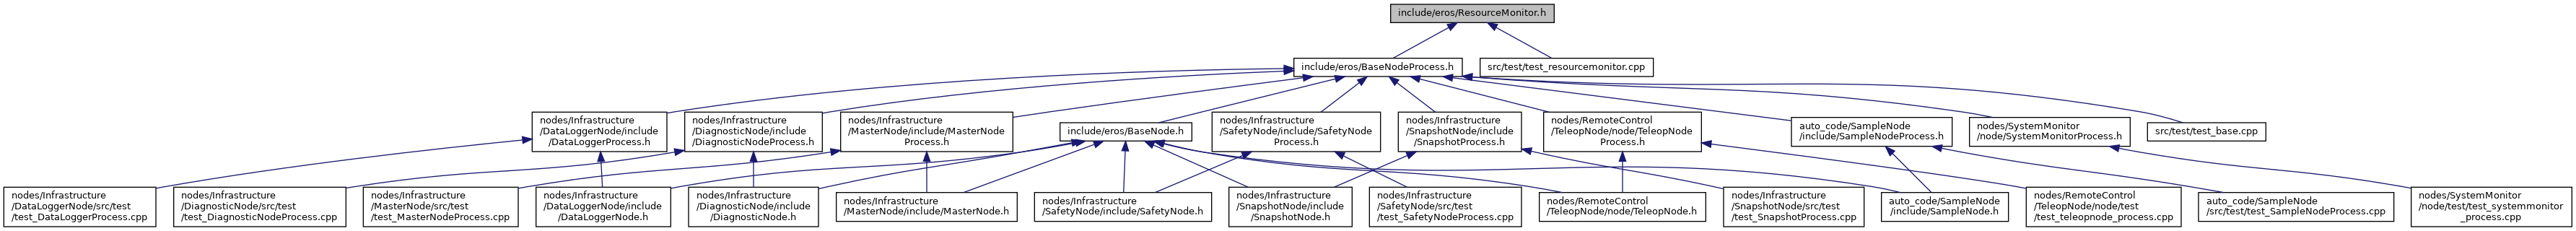 include/eros/ResourceMonitor.h
include/eros/BaseNodeProcess.h
src/test/test_resourcemonitor.cpp
nodes/Infrastructure
/DataLoggerNode/include
/DataLoggerProcess.h
nodes/Infrastructure
/DiagnosticNode/include
/DiagnosticNodeProcess.h
nodes/Infrastructure
/MasterNode/include/MasterNode
Process.h
include/eros/BaseNode.h
nodes/Infrastructure
/SafetyNode/include/SafetyNode
Process.h
nodes/Infrastructure
/SnapshotNode/include
/SnapshotProcess.h
nodes/RemoteControl
/TeleopNode/node/TeleopNode
Process.h
auto_code/SampleNode
/include/SampleNodeProcess.h
nodes/SystemMonitor
/node/SystemMonitorProcess.h
src/test/test_base.cpp
nodes/Infrastructure
/DataLoggerNode/src/test
/test_DataLoggerProcess.cpp
nodes/Infrastructure
/DiagnosticNode/src/test
/test_DiagnosticNodeProcess.cpp
nodes/Infrastructure
/MasterNode/src/test
/test_MasterNodeProcess.cpp
nodes/Infrastructure
/DataLoggerNode/include
/DataLoggerNode.h
nodes/Infrastructure
/DiagnosticNode/include
/DiagnosticNode.h
nodes/Infrastructure
/MasterNode/include/MasterNode.h
nodes/Infrastructure
/SafetyNode/include/SafetyNode.h
nodes/Infrastructure
/SnapshotNode/include
/SnapshotNode.h
nodes/Infrastructure
/SafetyNode/src/test
/test_SafetyNodeProcess.cpp
nodes/RemoteControl
/TeleopNode/node/TeleopNode.h
nodes/Infrastructure
/SnapshotNode/src/test
/test_SnapshotProcess.cpp
auto_code/SampleNode
/include/SampleNode.h
nodes/RemoteControl
/TeleopNode/node/test
/test_teleopnode_process.cpp
auto_code/SampleNode
/src/test/test_SampleNodeProcess.cpp
nodes/SystemMonitor
/node/test/test_systemmonitor
_process.cpp